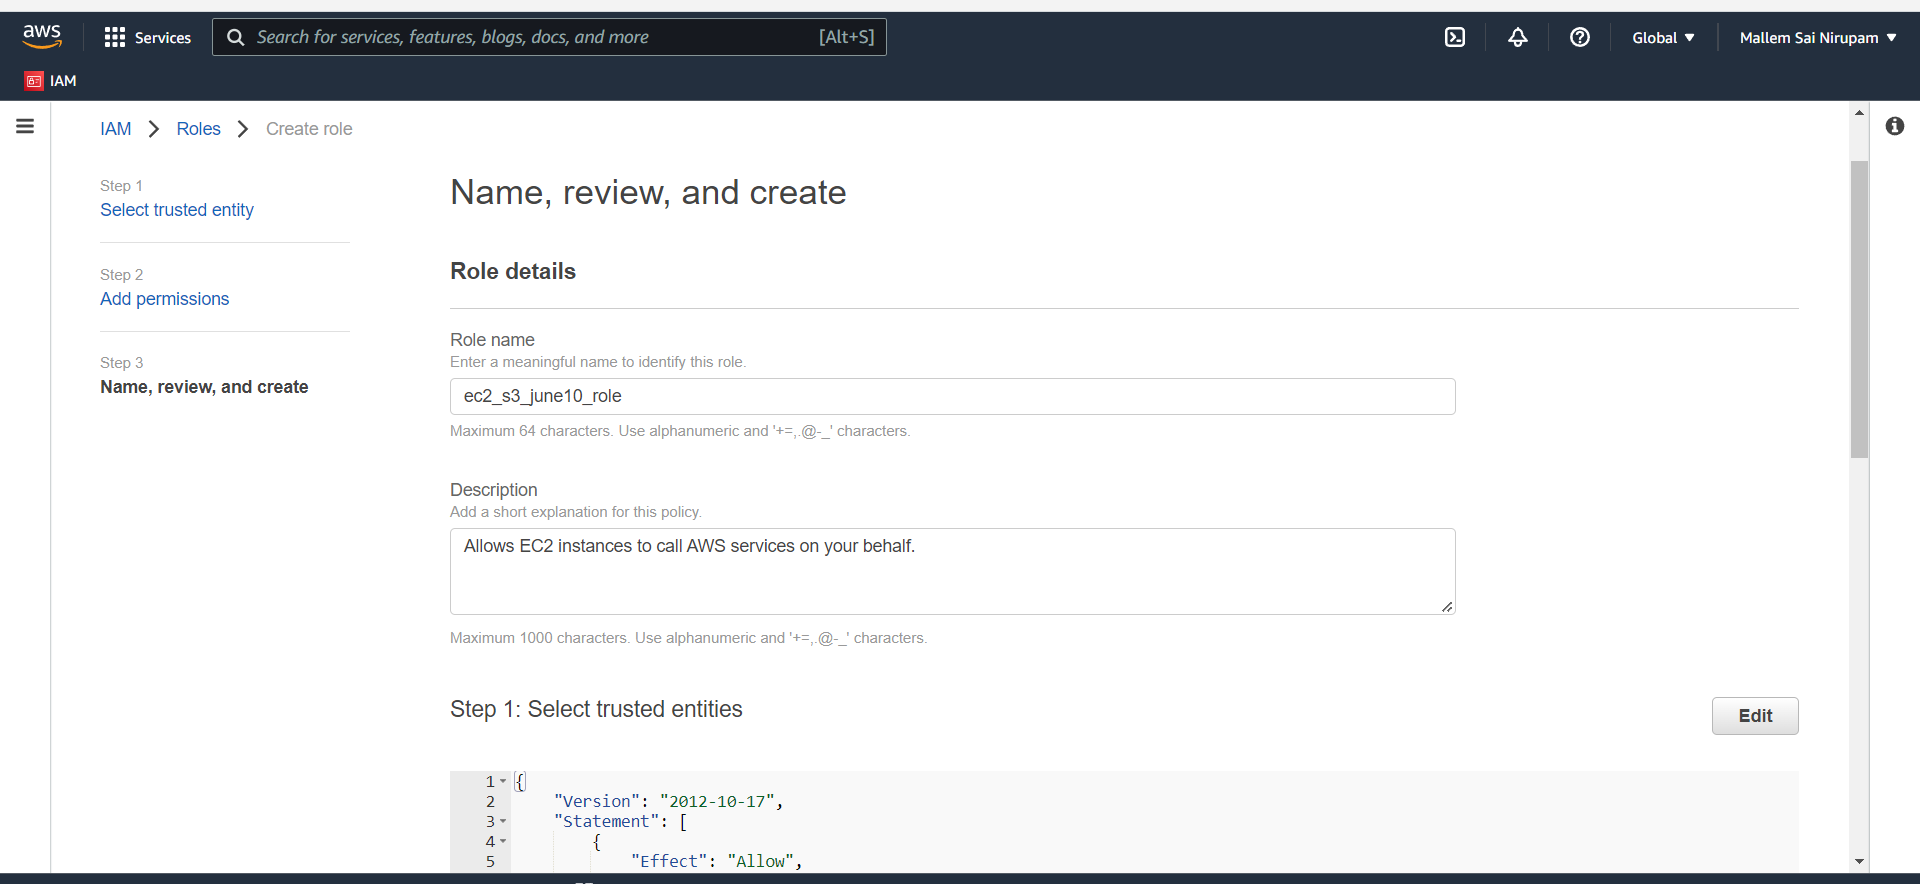 aws
Services
Search for services, features, blogs, docs, and more [Alt+S]
Global
Mallem Sai Nirupam
IAM
IAM
Roles
Create role
Step 1
Select trusted entity
Step 2
Add permissions
Step 3
Name, review, and create
Name, review, and create
Role details
Role name
Enter a meaningful name to identify this role.
ec2_s3_june10_role
Maximum 64 characters. Use alphanumeric and '+=,.@-_' characters.
Description
Add a short explanation for this policy.
Allows EC2 instances to call AWS services on your behalf.
Maximum 1000 characters. Use alphanumeric and '+=,.@-_' characters.
Step 1: Select trusted entities
Edit
1 {
2 "Version": "2012-10-17",
3 "Statement": [
4 {
5 "Effect": "Allow",